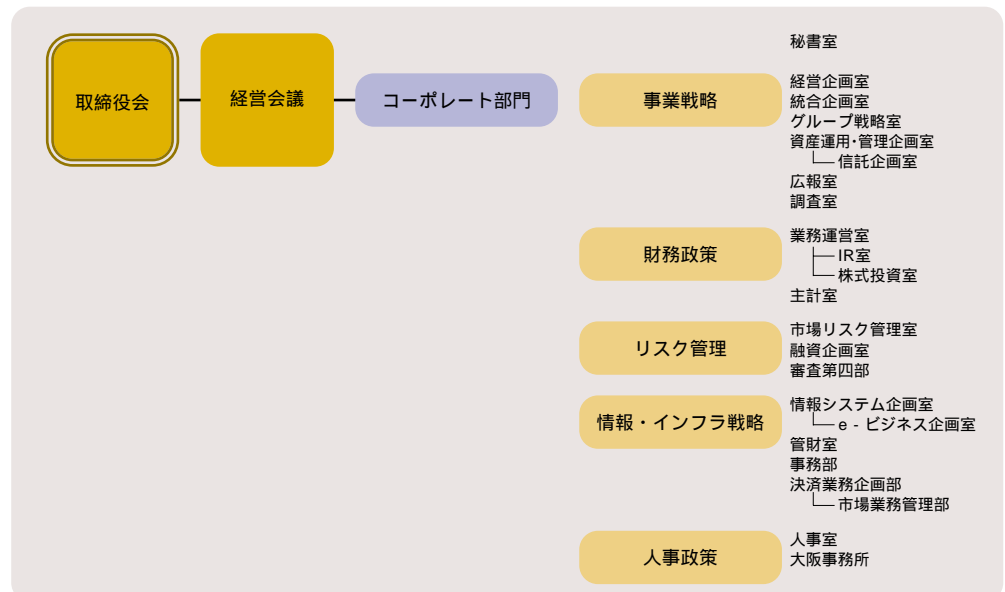 取締役会
経営会議
コーポレート部門
秘書室
事業戦略
経営企画室
統合企画室
グループ戦略室
資産運用・管理企画室
信託企画室
広報室
調査室
財務政策
業務運営室
IR室
株式投資室
主計室
リスク管理
市場リスク管理室
融資企画室
審査第四部
情報・インフラ戦略
情報システム企画室
e - ビジネス企画室
管財室
事務部
決済業務企画部
市場業務管理部
人事政策
人事室
大阪事務所